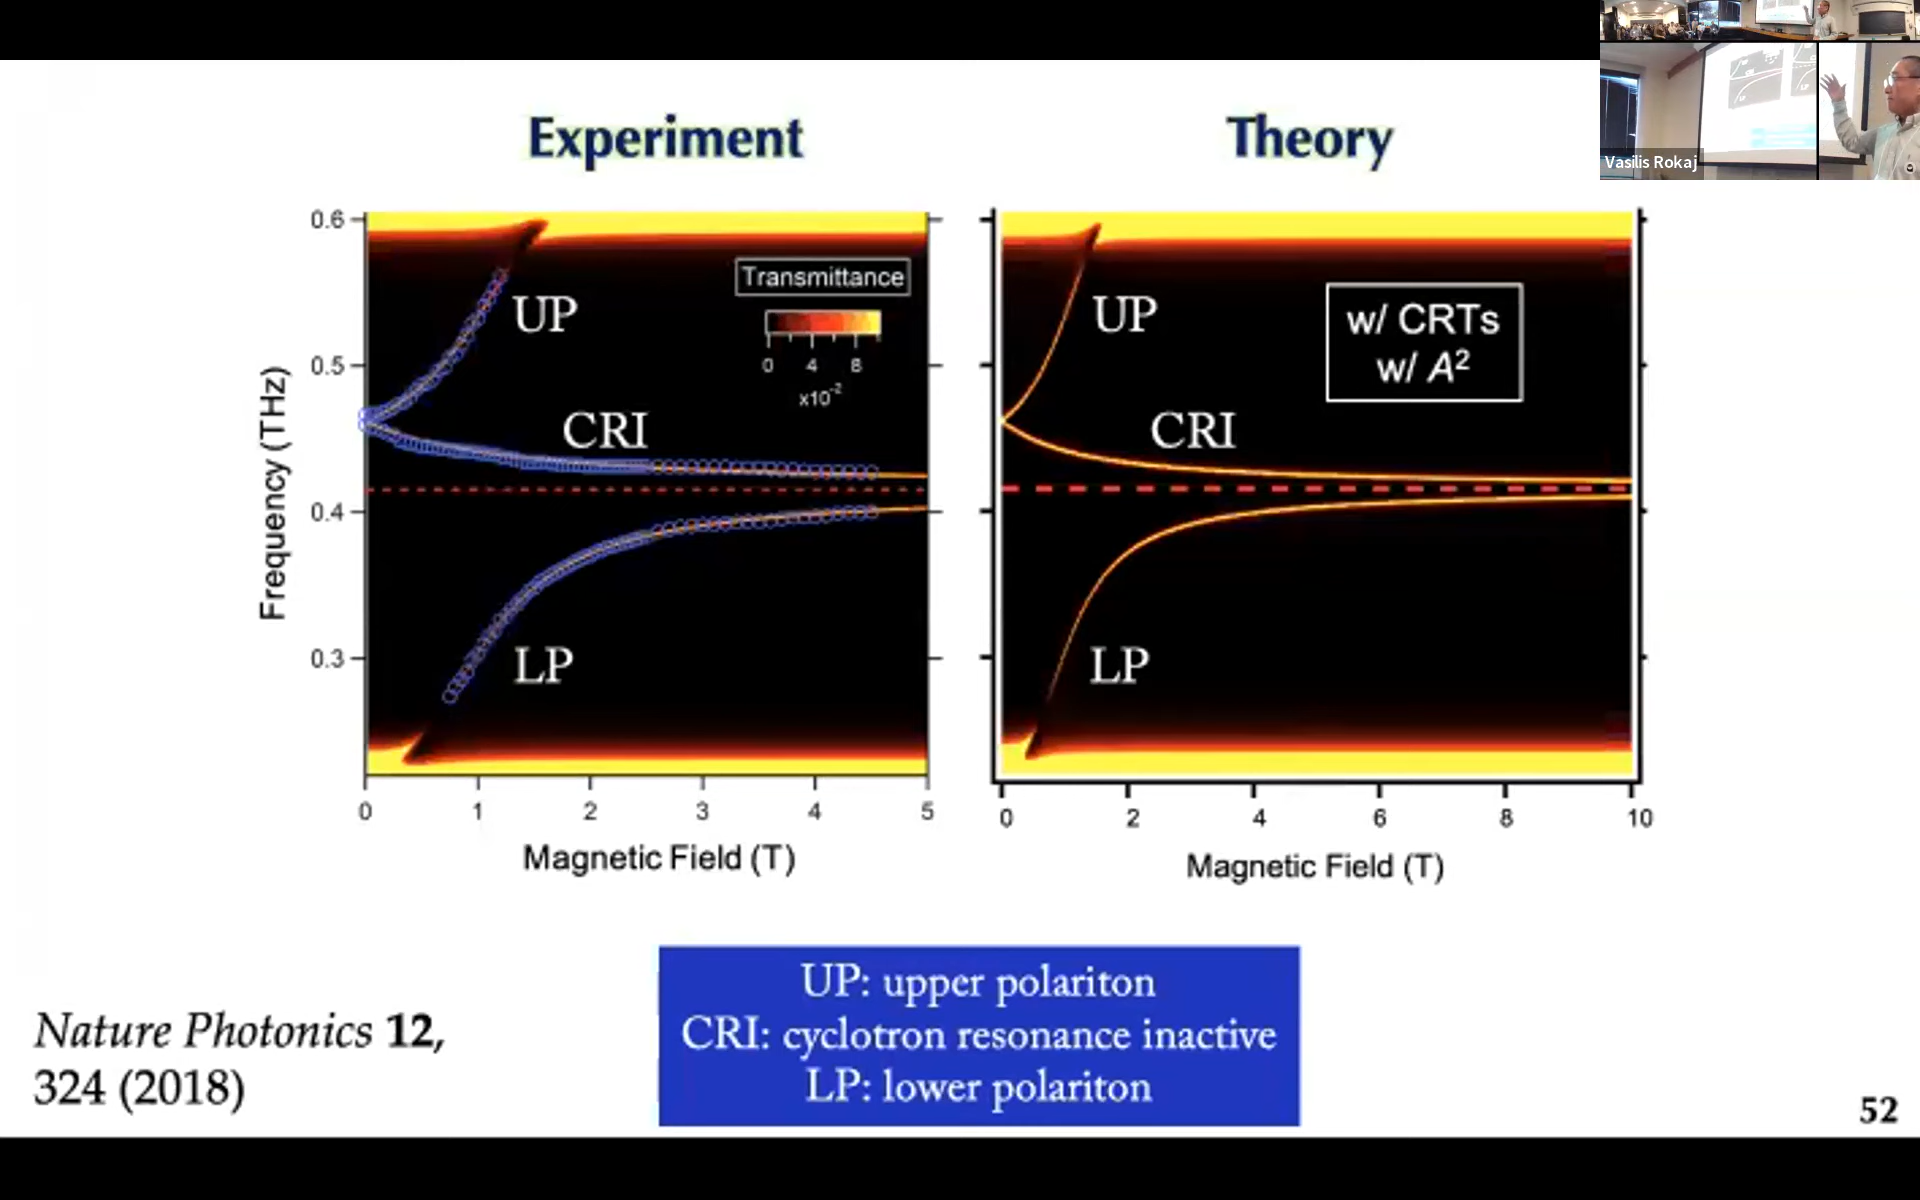 Experiment
Theory
Vasilis Rokaj
0.6
0.5
0.4
0.3
Frequency (THz)
Transmittance
0 4 8
x10⁻²
UP
CRI
LP
0 1 2 3 4 5
Magnetic Field (T)
UP
CRI
LP
w/ CRTs
w/ A²
0 2 4 6 8 10
Magnetic Field (T)
UP: upper polariton
CRI: cyclotron resonance inactive
LP: lower polariton
Nature Photonics 12,
324 (2018)
52